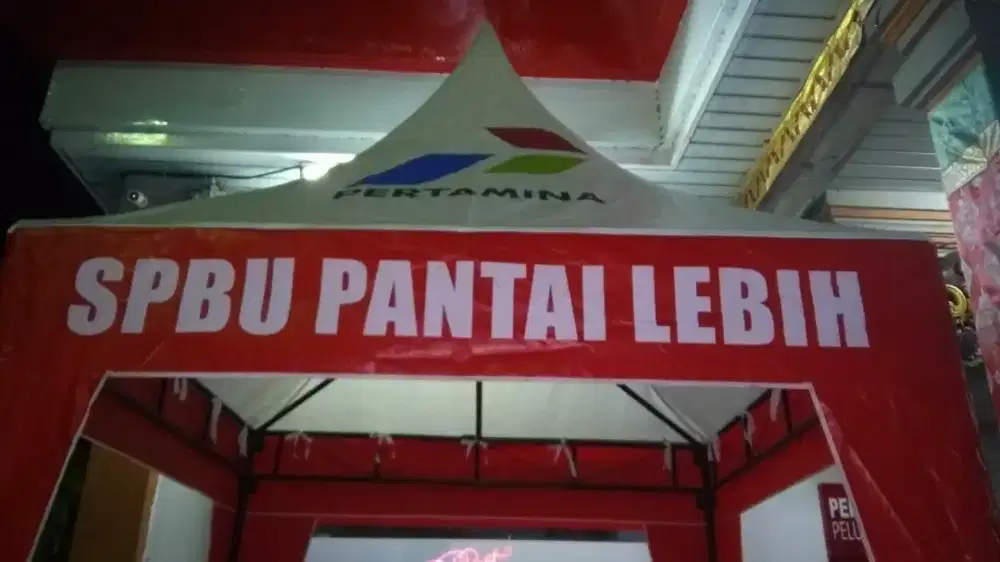 PERTAMINA
SPBU PANTAI LEBIH